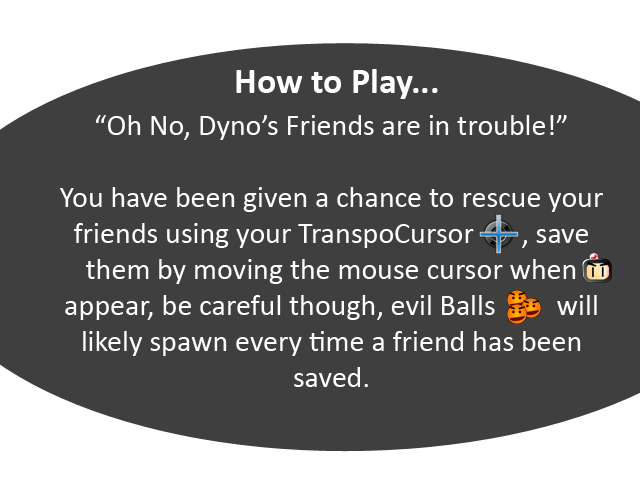 How to Play...
“Oh No, Dyno’s Friends are in trouble!”
You have been given a chance to rescue your
friends using your TranspoCursor , save
them by moving the mouse cursor when
appear, be careful though, evil Balls will
likely spawn every time a friend has been
saved.